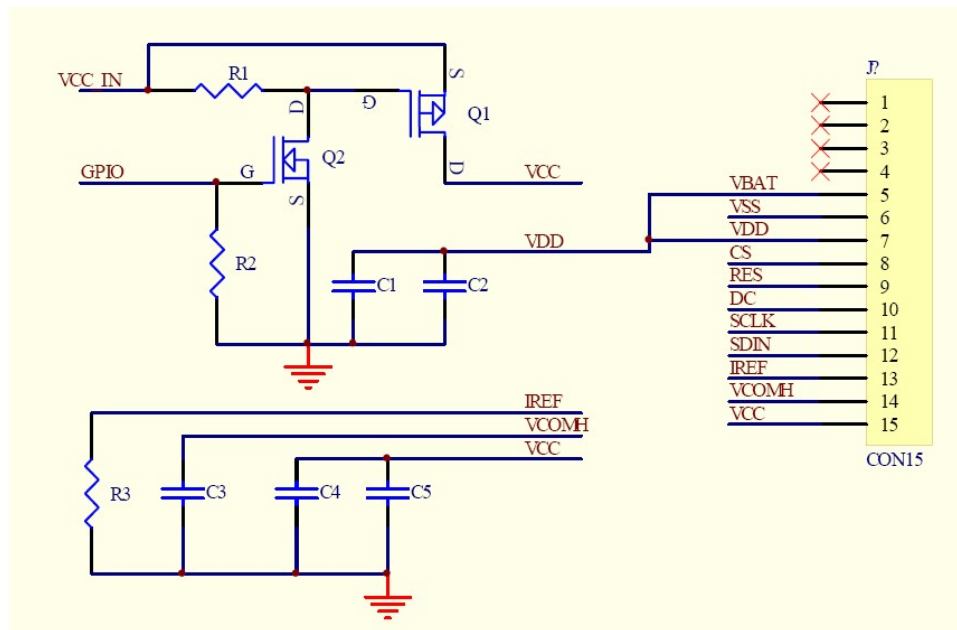 J?
R1
S
VCC_IN
D
G
Q1
1
2
Q2
3
GPIO
G
D
VCC
4
S
VBAT
5
VSS
6
VDD
VDD
7
R2
CS
8
C1
C2
RES
9
DC
10
SCLK
11
SDIN
12
IREF
13
IREF
VCOMH
14
VCOMH
VCC
15
VCC
CON15
R3
C3
C4
C5